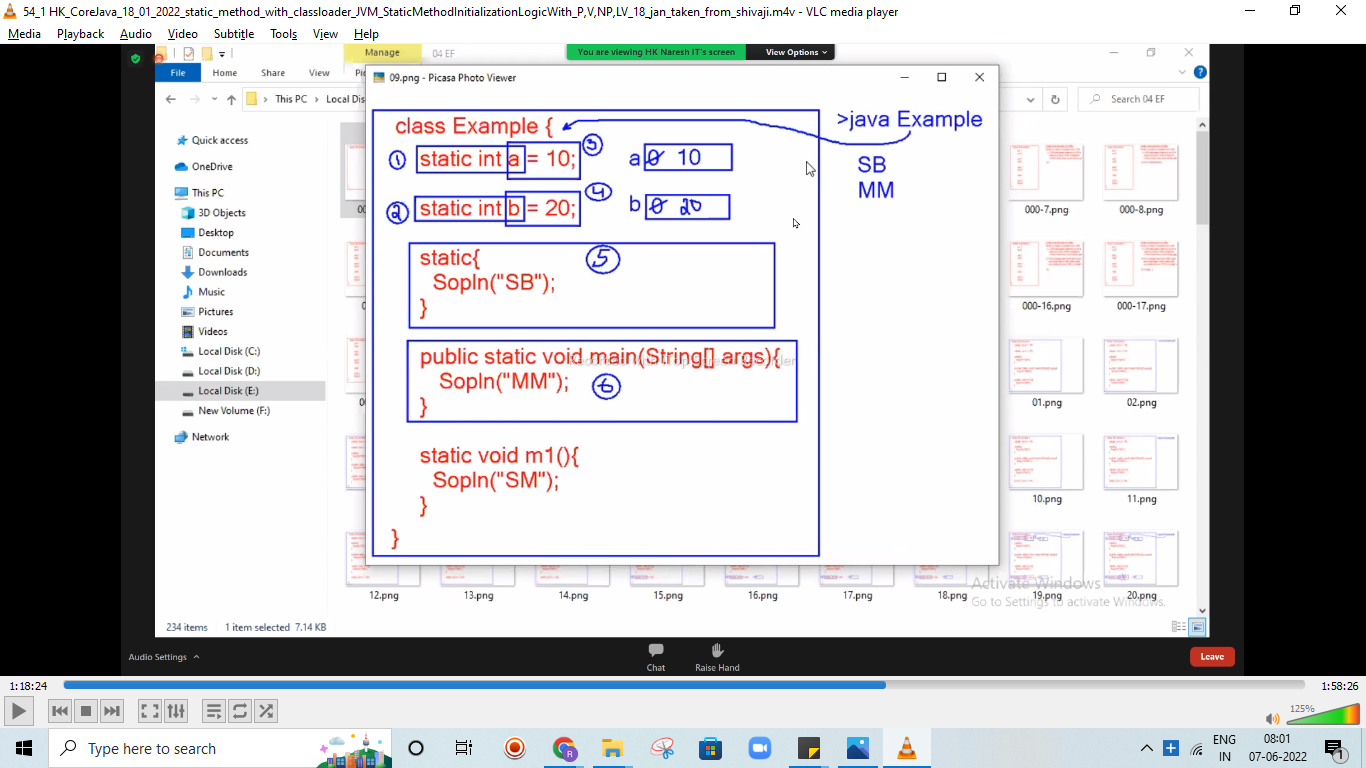 54_1 HK_CoreJava_18_01_2022_static_method_with_classloader_JVM_StaticMethodInitializationLogicWith_P,V,NP,LV_18_jan_taken_from_shivaji.m4v - VLC media player
Media Playback Audio Video Subtitle Tools View Help
Manage 04 EF
You are viewing HK Naresh IT's screen View Options
File Home Share View
This PC Local Dis
Search 04 EF
09.png - Picasa Photo Viewer
Quick access
OneDrive
This PC
3D Objects
Desktop
Documents
Downloads
Music
Pictures
Videos
Local Disk (C:)
Local Disk (D:)
Local Disk (E:)
New Volume (F:)
Network
class Example {
>java Example
1 static int a = 10; 3
a 0 10
SB
MM
2 static int b = 20; 4
b 0 20
static{ 5
Sopln("SB");
}
public static void main(String[] args){
Sopln("MM"); 6
}
static void m1(){
Sopln("SM");
}
}
000-7.png 000-8.png
000-16.png 000-17.png
01.png 02.png
10.png 11.png
12.png 13.png 14.png 15.png 16.png 17.png 18.png 19.png 20.png
Activate Windows
Go to Settings to activate Windows.
234 items 1 item selected 7.14 KB
Audio Settings Chat Raise Hand Leave
1:18:24 1:58:26
125%
Type here to search
ENG
IN
08:01
07-06-2022
1